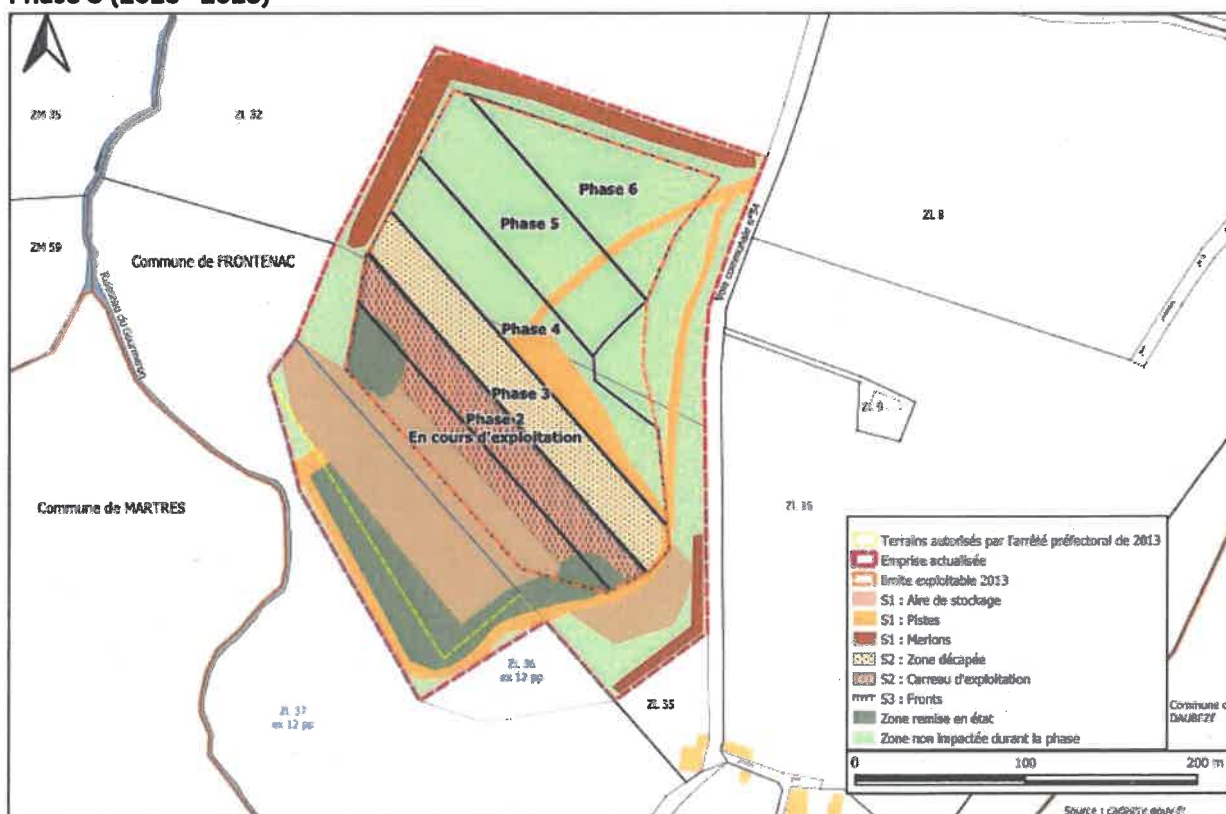 ZM 35
ZL 32
ZM 59
Commune de FRONTENAC
Commune de MARTRES
Phase 6
Phase 5
Phase 4
Phase 3
Phase 2
En cours d'exploitation
Voie communale n°54
ZL 8
ZL 9
ZL 36
ex 12 pp
ZL 37
ex 12 pp
ZL 35
Terrains autorisés par l'arrêté préfectoral de 2013
Emprise actualisée
limite exploitable 2013
S1 : Aire de stockage
S1 : Pistes
S1 : Merlons
S2 : Zone décapée
S2 : Carreau d'exploitation
S3 : Fronts
Zone remise en état
Zone non impactée durant la phase
0 100 200 m
DAUBEZE